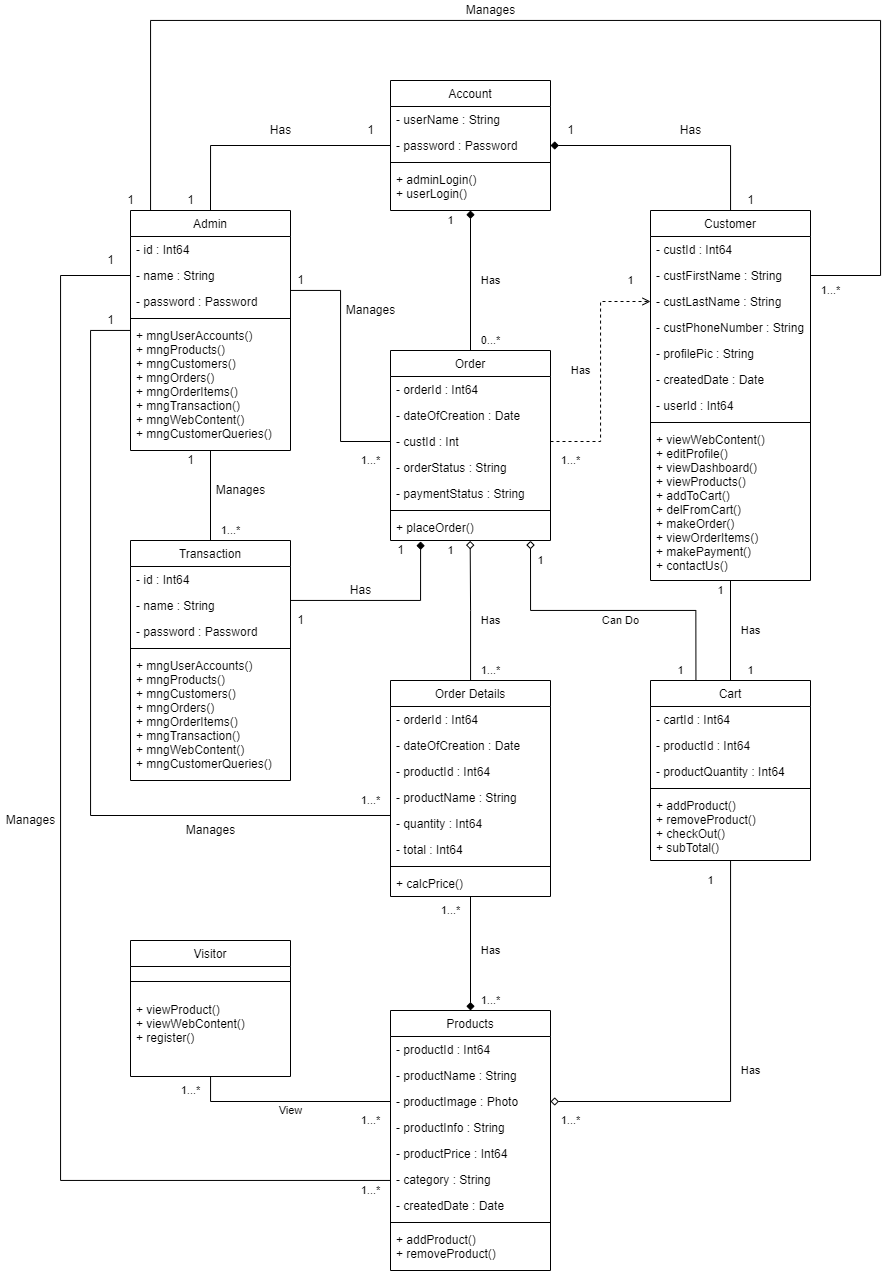 Manages
Account
- userName : String
- password : Password
+ adminLogin()
+ userLogin()
Has
1
1
Has
1
1
1
1
Admin
- id : Int64
- name : String
- password : Password
+ mngUserAccounts()
+ mngProducts()
+ mngCustomers()
+ mngOrders()
+ mngOrderItems()
+ mngTransaction()
+ mngWebContent()
+ mngCustomerQueries()
1
1
1
Manages
1...*
1
Has
0...*
Customer
- custId : Int64
- custFirstName : String
- custLastName : String
- custPhoneNumber : String
- profilePic : String
- createdDate : Date
- userId : Int64
+ viewWebContent()
+ editProfile()
+ viewDashboard()
+ viewProducts()
+ addToCart()
+ delFromCart()
+ makeOrder()
+ viewOrderItems()
+ makePayment()
+ contactUs()
1...*
1
Has
1...*
Order
- orderId : Int64
- dateOfCreation : Date
- custId : Int
- orderStatus : String
- paymentStatus : String
+ placeOrder()
1
Manages
1...*
Transaction
- id : Int64
- name : String
- password : Password
+ mngUserAccounts()
+ mngProducts()
+ mngCustomers()
+ mngOrders()
+ mngOrderItems()
+ mngTransaction()
+ mngWebContent()
+ mngCustomerQueries()
1
Has
1
1
Has
1...*
1
Can Do
1
1
Has
1
Order Details
- orderId : Int64
- dateOfCreation : Date
- productId : Int64
- productName : String
- quantity : Int64
- total : Int64
+ calcPrice()
Cart
- cartId : Int64
- productId : Int64
- productQuantity : Int64
+ addProduct()
+ removeProduct()
+ checkOut()
+ subTotal()
1...*
Manages
Manages
1...*
Has
1...*
1
Has
1...*
Visitor
+ viewProduct()
+ viewWebContent()
+ register()
1...*
View
1...*
1...*
Products
- productId : Int64
- productName : String
- productImage : Photo
- productInfo : String
- productPrice : Int64
- category : String
- createdDate : Date
+ addProduct()
+ removeProduct()